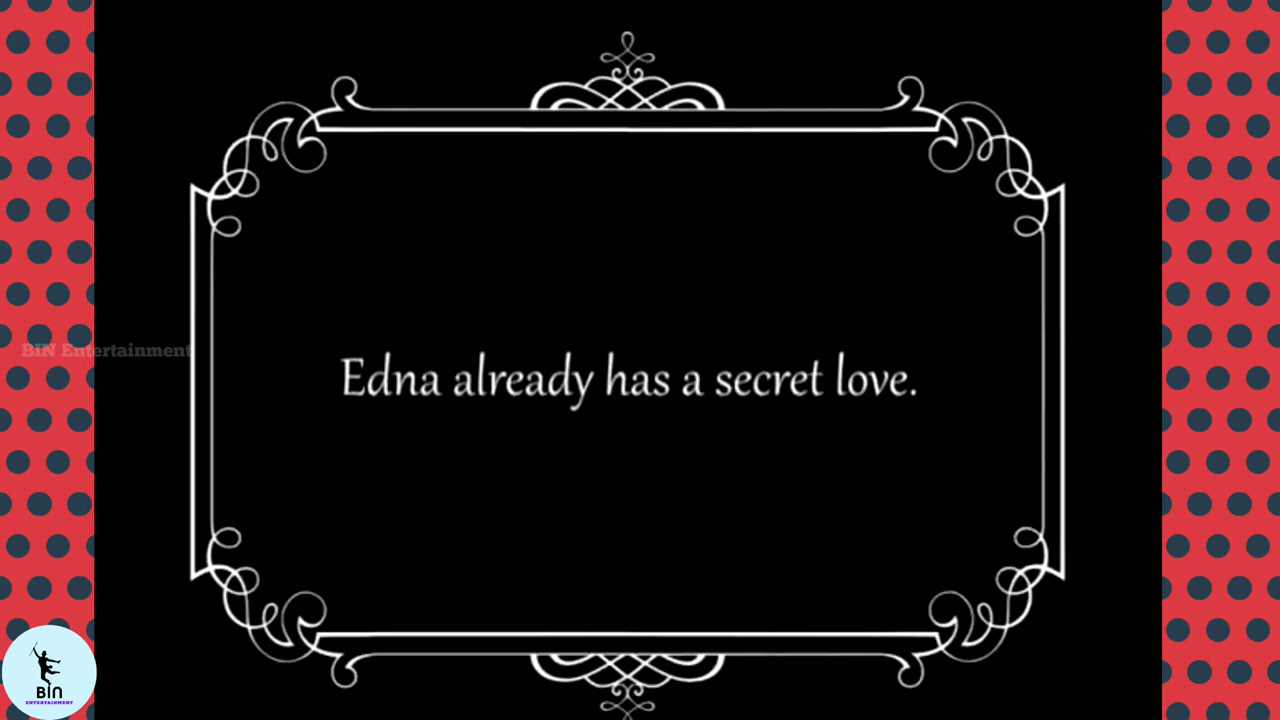 BIN Entertainment
Edna already has a secret love.
BIN
ENTERTAINMENT